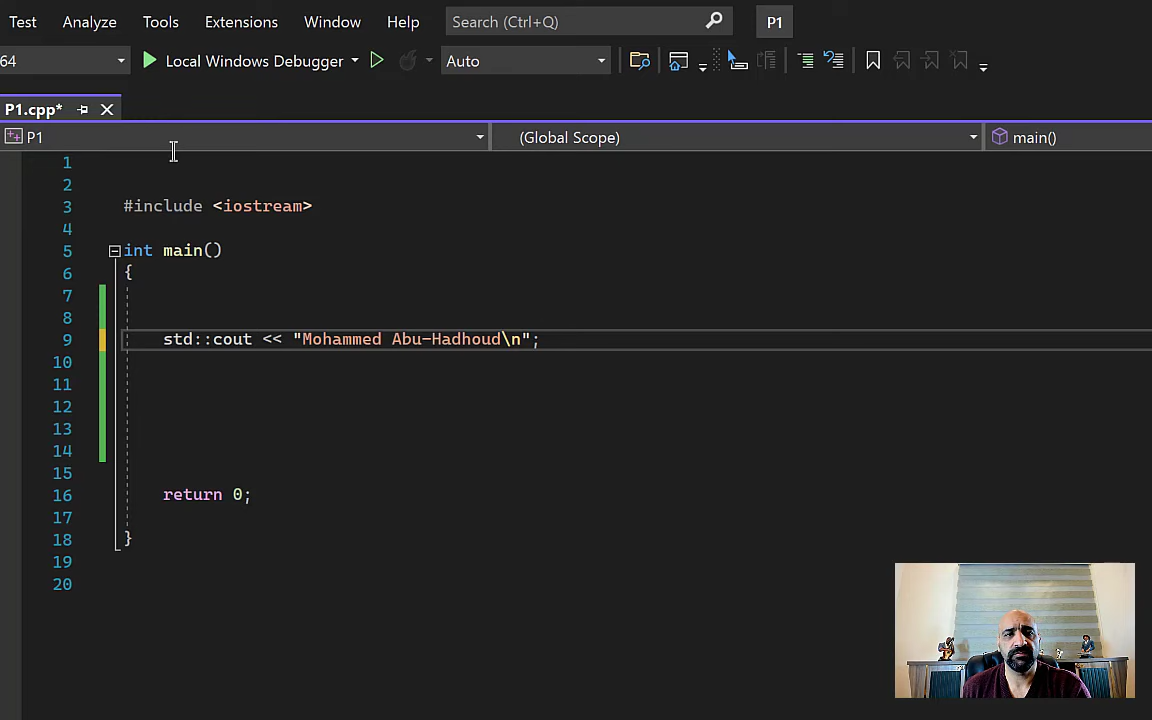 Test Analyze Tools Extensions Window Help Search (Ctrl+Q) P1
64 Local Windows Debugger Auto
P1.cpp*
P1 (Global Scope) main()
1
2
3 #include <iostream>
4
5 int main()
6 {
7
8
9 std::cout << "Mohammed Abu-Hadhoud\n";
10
11
12
13
14
15
16 return 0;
17
18 }
19
20